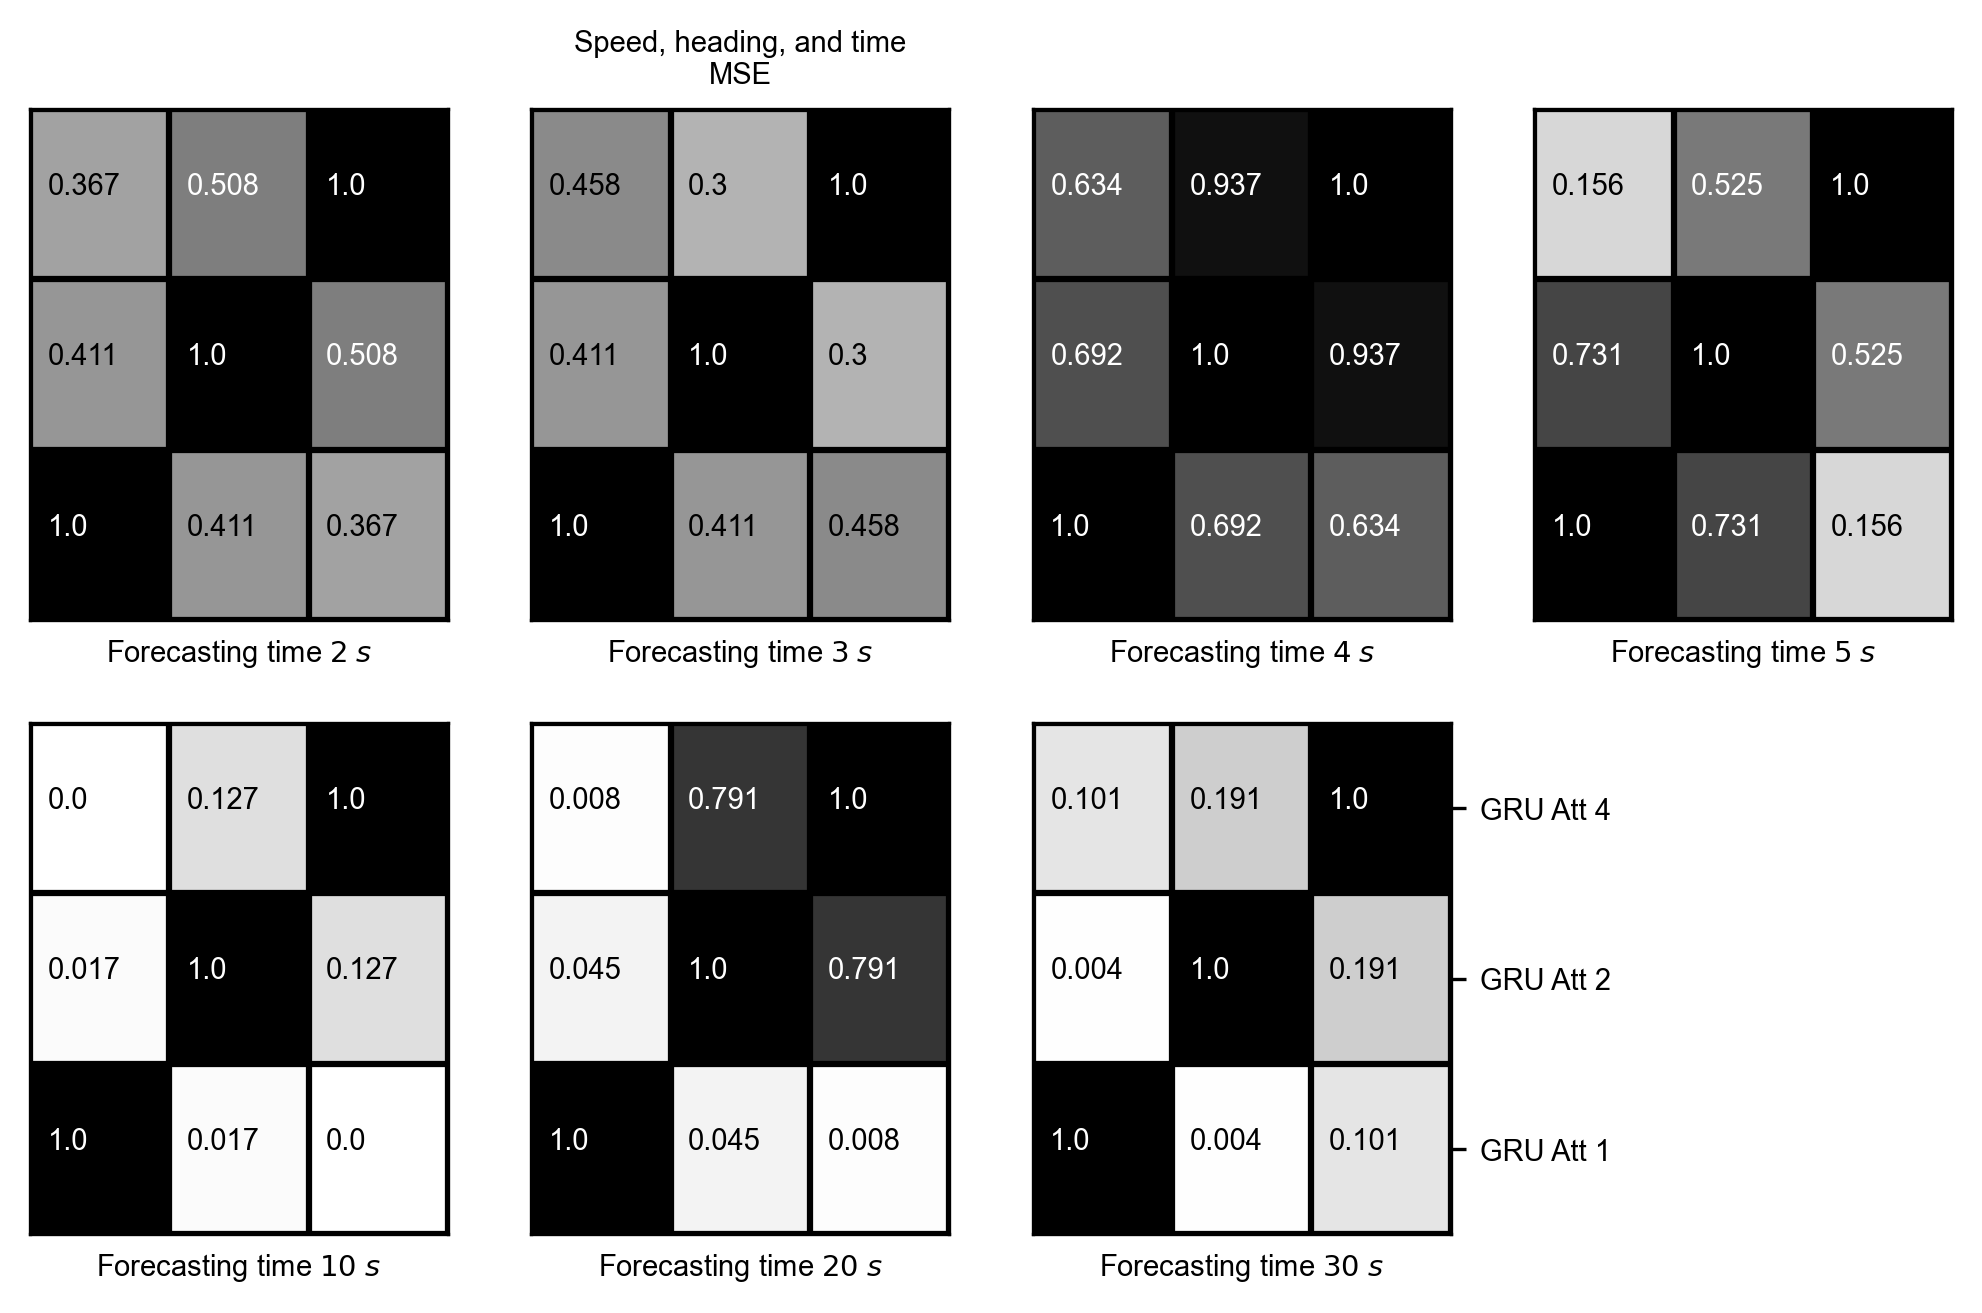 Speed, heading, and time
MSE
0.367 0.508 1.0
0.411 1.0 0.508
1.0 0.411 0.367
Forecasting time 2 s
0.458 0.3 1.0
0.411 1.0 0.3
1.0 0.411 0.458
Forecasting time 3 s
0.634 0.937 1.0
0.692 1.0 0.937
1.0 0.692 0.634
Forecasting time 4 s
0.156 0.525 1.0
0.731 1.0 0.525
1.0 0.731 0.156
Forecasting time 5 s
0.0 0.127 1.0
0.017 1.0 0.127
1.0 0.017 0.0
Forecasting time 10 s
0.008 0.791 1.0
0.045 1.0 0.791
1.0 0.045 0.008
Forecasting time 20 s
0.101 0.191 1.0 GRU Att 4
0.004 1.0 0.191 GRU Att 2
1.0 0.004 0.101 GRU Att 1
Forecasting time 30 s